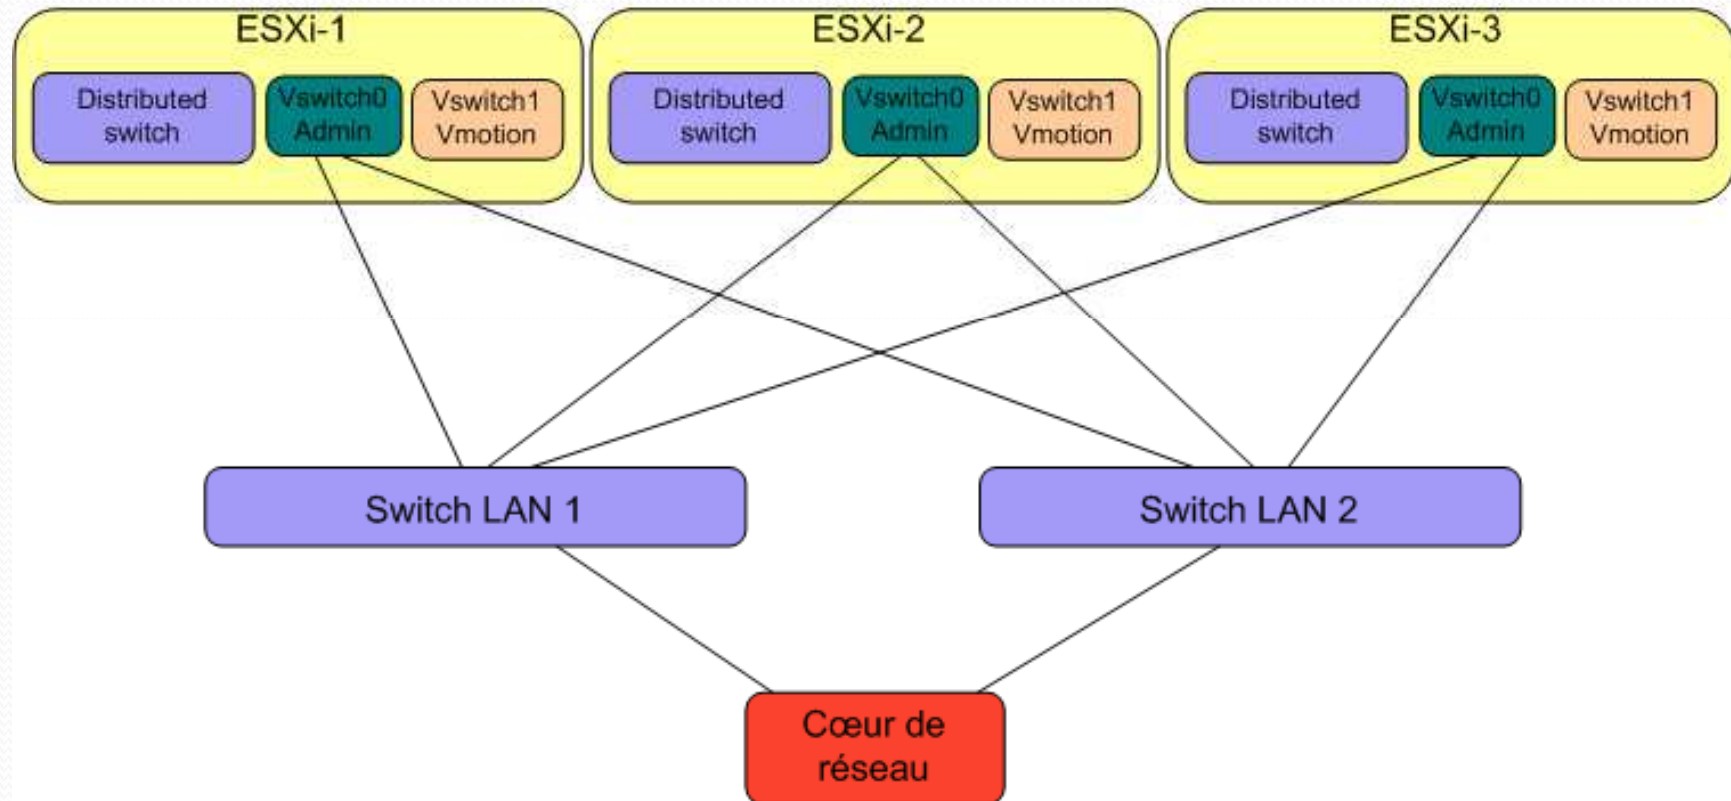 ESXi-1
Distributed
switch
Vswitch0
Admin
Vswitch1
Vmotion
ESXi-2
Distributed
switch
Vswitch0
Admin
Vswitch1
Vmotion
ESXi-3
Distributed
switch
Vswitch0
Admin
Vswitch1
Vmotion
Switch LAN 1
Switch LAN 2
Cœur de
réseau